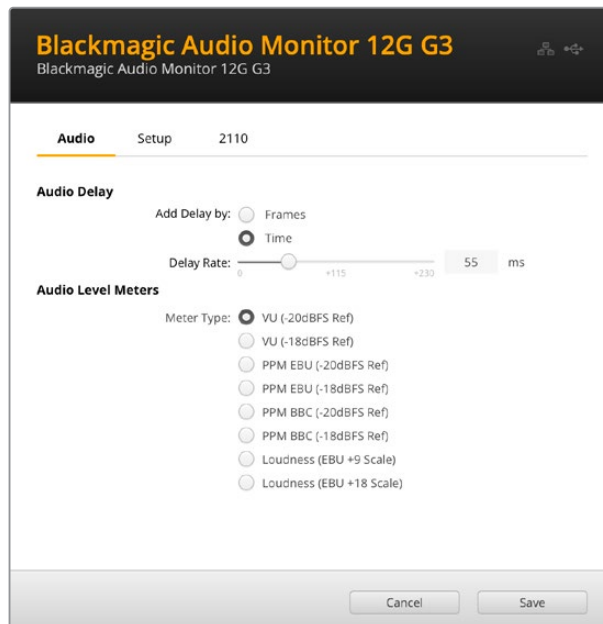 Blackmagic Audio Monitor 12G G3
Blackmagic Audio Monitor 12G G3
Audio Setup 2110
Audio Delay
Add Delay by: Frames
Time
Delay Rate: 55 ms
0 +115 +230
Audio Level Meters
Meter Type: VU (-20dBFS Ref)
VU (-18dBFS Ref)
PPM EBU (-20dBFS Ref)
PPM EBU (-18dBFS Ref)
PPM BBC (-20dBFS Ref)
PPM BBC (-18dBFS Ref)
Loudness (EBU +9 Scale)
Loudness (EBU +18 Scale)
Cancel Save